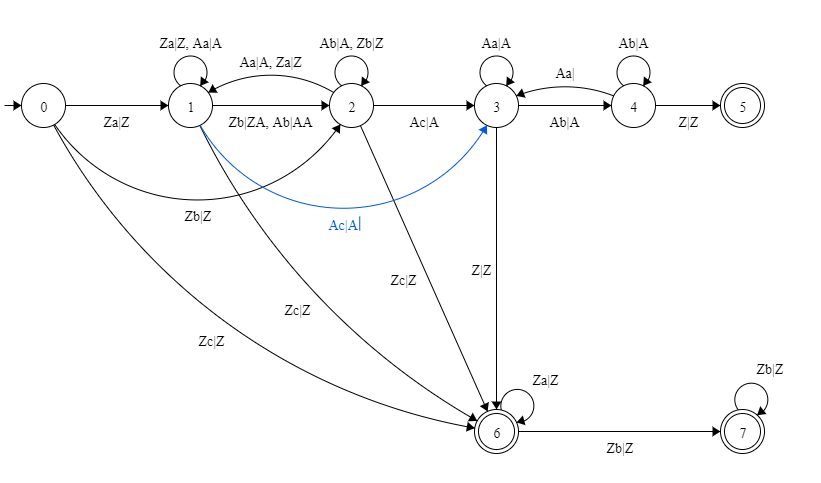 Za|Z, Aa|A
Ab|A, Zb|Z
Aa|A
Ab|A
Aa|A, Za|Z
Aa|
0
1
2
3
4
5
Za|Z
Zb|ZA, Ab|AA
Ac|A
Ab|A
Z|Z
Zb|Z
Ac|A|
Z|Z
Zc|Z
Zc|Z
Zc|Z
Za|Z
Zb|Z
6
7
Zb|Z